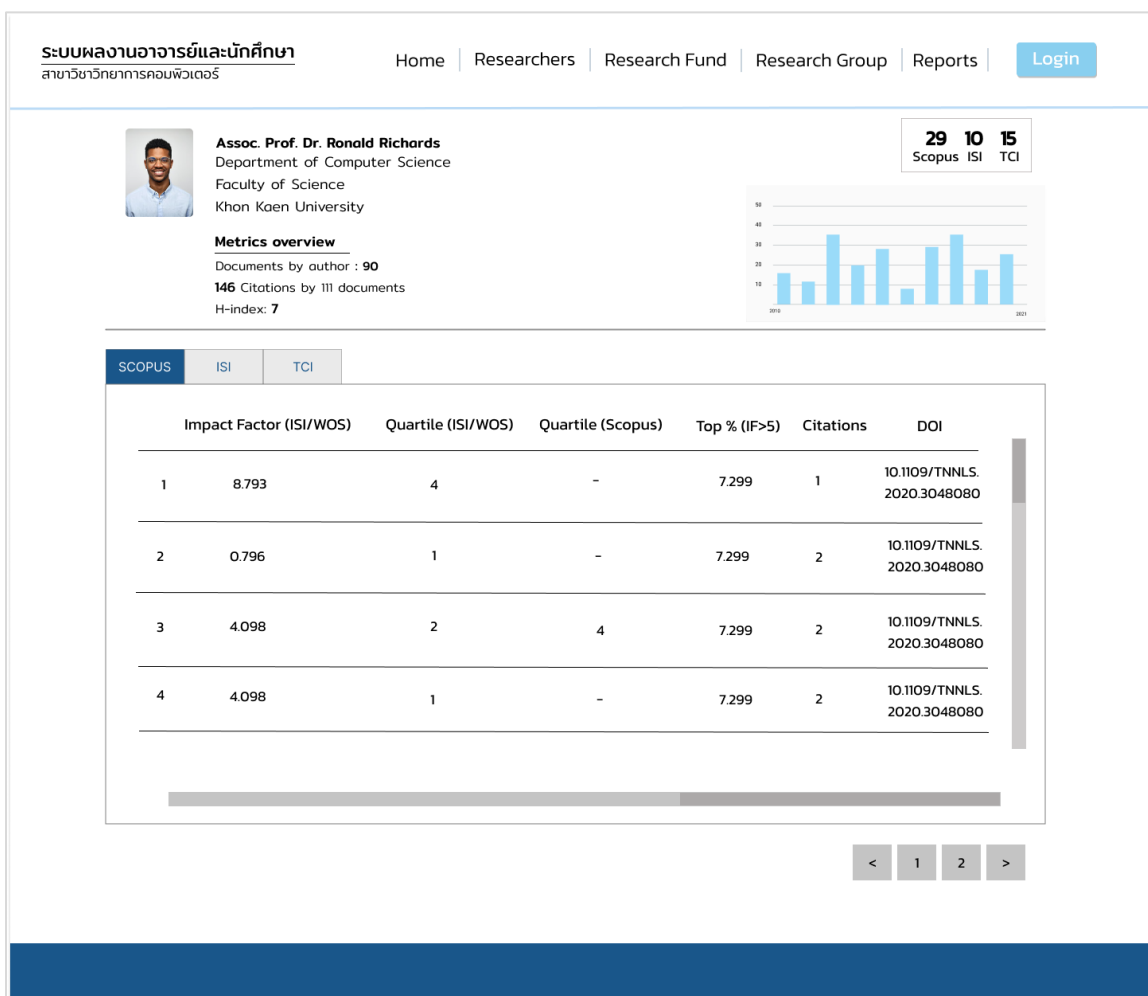 ระบบผลงานอาจารย์และนักศึกษา
สาขาวิชาวิทยาการคอมพิวเตอร์
Home Researchers Research Fund Research Group Reports Login
Assoc. Prof. Dr. Ronald Richards
Department of Computer Science
Faculty of Science
Khon Kaen University
Metrics overview
Documents by author : 90
146 Citations by 111 documents
H-index: 7
29 10 15
Scopus ISI TCI
50
40
30
20
10
2010 2021
SCOPUS ISI TCI
Impact Factor (ISI/WOS) Quartile (ISI/WOS) Quartile (Scopus) Top % (IF>5) Citations DOI
1 8.793 4 - 7.299 1 10.1109/TNNLS.
2020.3048080
2 0.796 1 - 7.299 2 10.1109/TNNLS.
2020.3048080
3 4.098 2 4 7.299 2 10.1109/TNNLS.
2020.3048080
4 4.098 1 - 7.299 2 10.1109/TNNLS.
2020.3048080
< 1 2 >